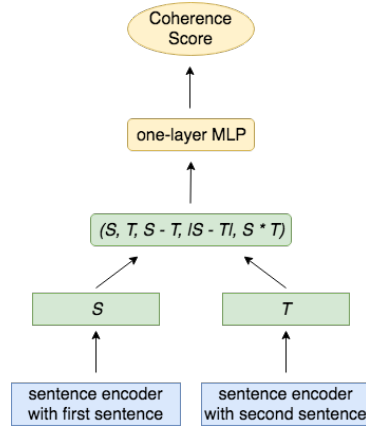 Coherence
Score
one-layer MLP
(S, T, S - T, |S - T|, S * T)
S
T
sentence encoder
with first sentence
sentence encoder
with second sentence